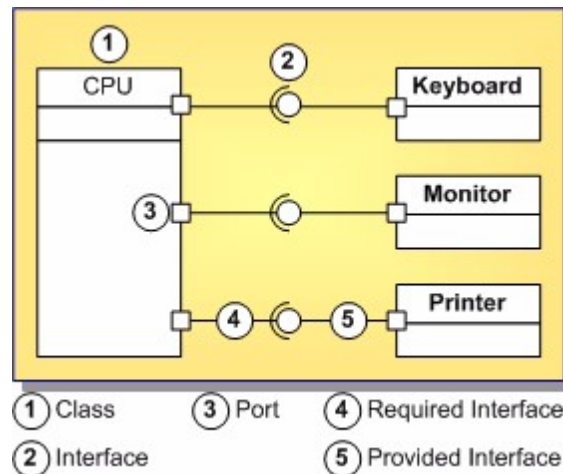 1
2
CPU
Keyboard
3
Monitor
Printer
4
5
1 Class
3 Port
4 Required Interface
2 Interface
5 Provided Interface